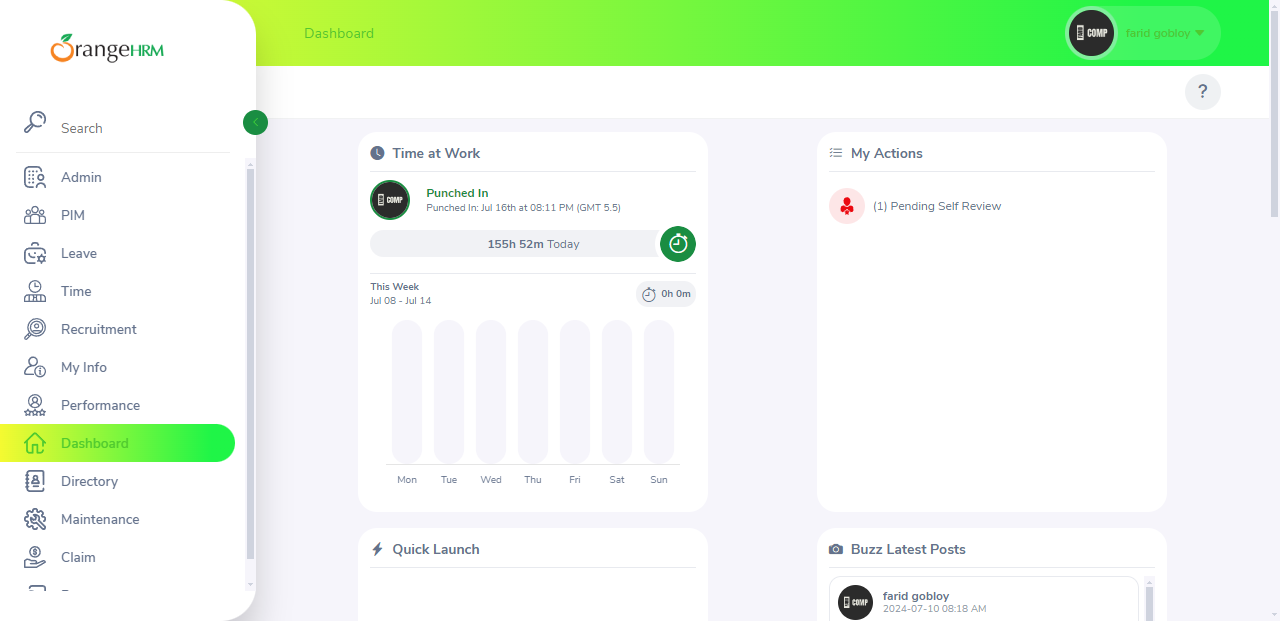 OrangeHRM
Dashboard
COMP
farid gobloy
?
Search
Admin
PIM
Leave
Time
Recruitment
My Info
Performance
Dashboard
Directory
Maintenance
Claim
Time at Work
COMP
Punched In
Punched In: Jul 16th at 08:11 PM (GMT 5.5)
155h 52m Today
This Week
Jul 08 - Jul 14
0h 0m
Mon Tue Wed Thu Fri Sat Sun
My Actions
(1) Pending Self Review
Quick Launch
Buzz Latest Posts
COMP
farid gobloy
2024-07-10 08:18 AM